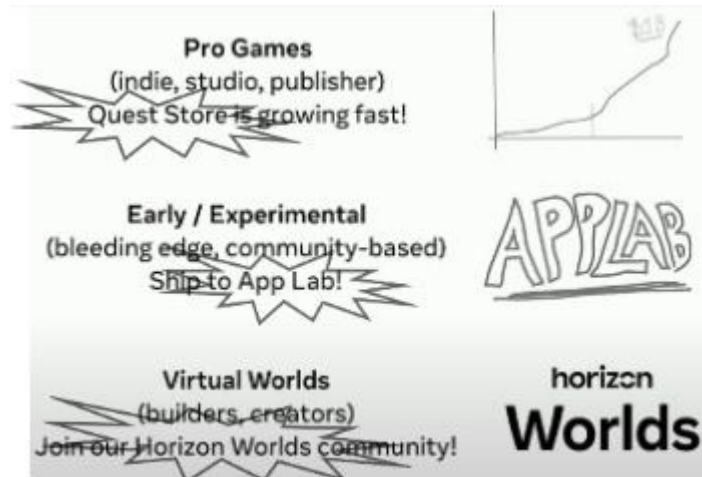 Pro Games
(indie, studio, publisher)
Quest Store is growing fast!
Early / Experimental
(bleeding edge, community-based)
Ship to App Lab!
APPLAB
Virtual Worlds
(builders, creators)
Join our Horizon Worlds community!
horizon
Worlds